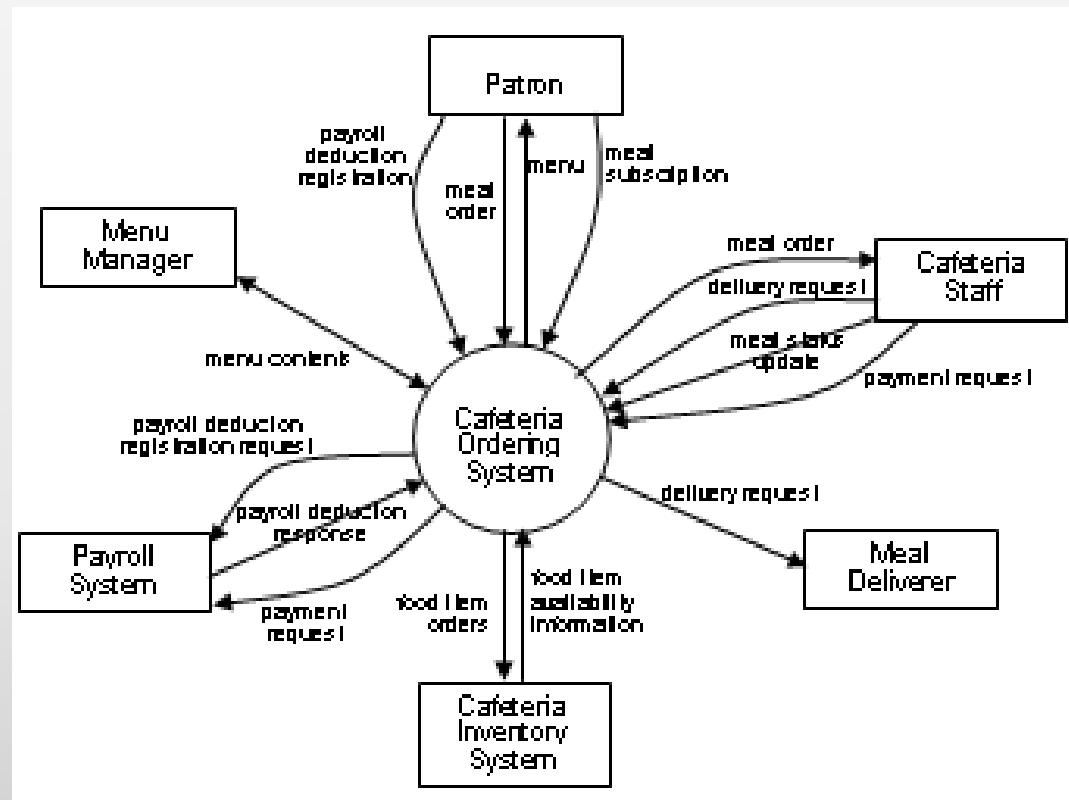 Patron
payroll
deduction
registration
meal
order
menu
meal
subscription
Menu
Manager
menu content
meal order
delivery request
meal status
update
payment request
Cafeteria
Staff
Cafeteria
Ordering
System
payroll deduction
registration request
payroll deduction
response
payment
request
Payroll
System
delivery request
Meal
Deliverer
food item
orders
food item
availability
information
Cafeteria
Inventory
System